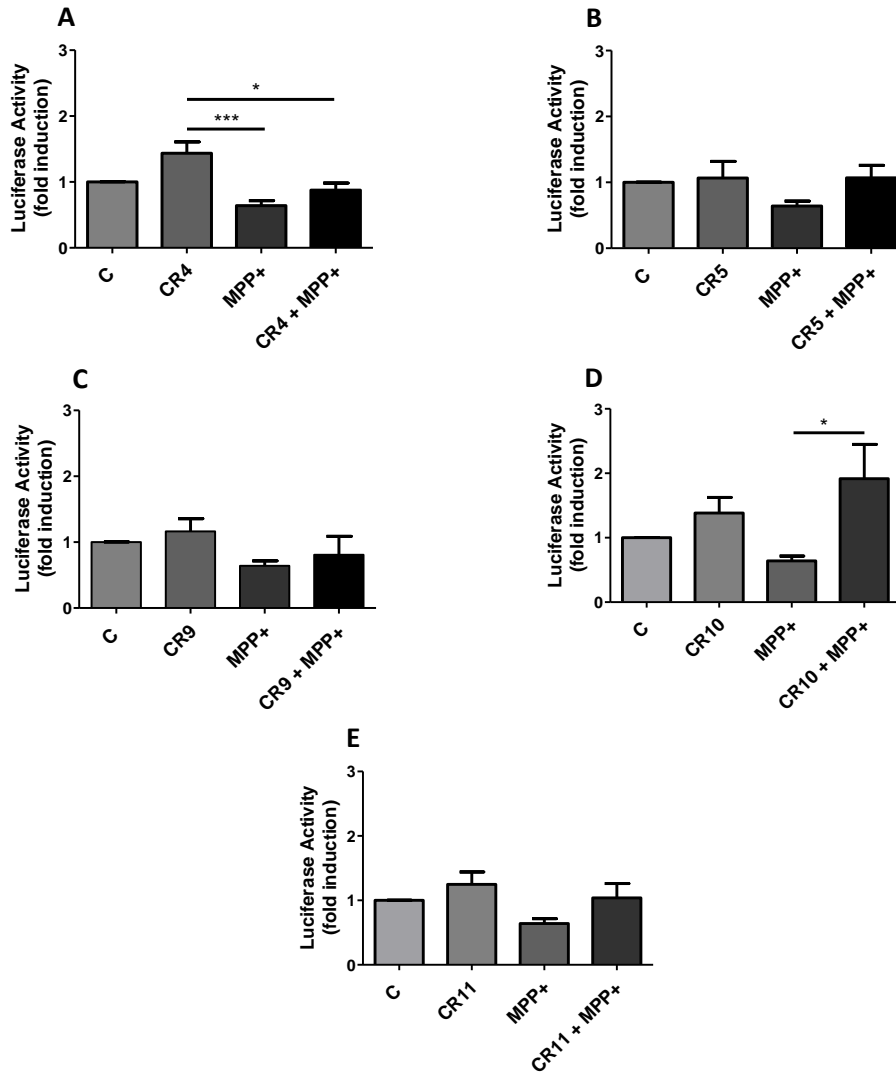 A
Luciferase Activity
(fold induction)
3
2
1
0
*
***
C
CR4
MPP+
CR4 + MPP+
B
Luciferase Activity
(fold induction)
3
2
1
0
C
CR5
MPP+
CR5 + MPP+
C
Luciferase Activity
(fold induction)
3
2
1
0
C
CR9
MPP+
CR9 + MPP+
D
Luciferase Activity
(fold induction)
3
2
1
0
*
C
CR10
MPP+
CR10 + MPP+
E
Luciferase Activity
(fold induction)
3
2
1
0
C
CR11
MPP+
CR11 + MPP+